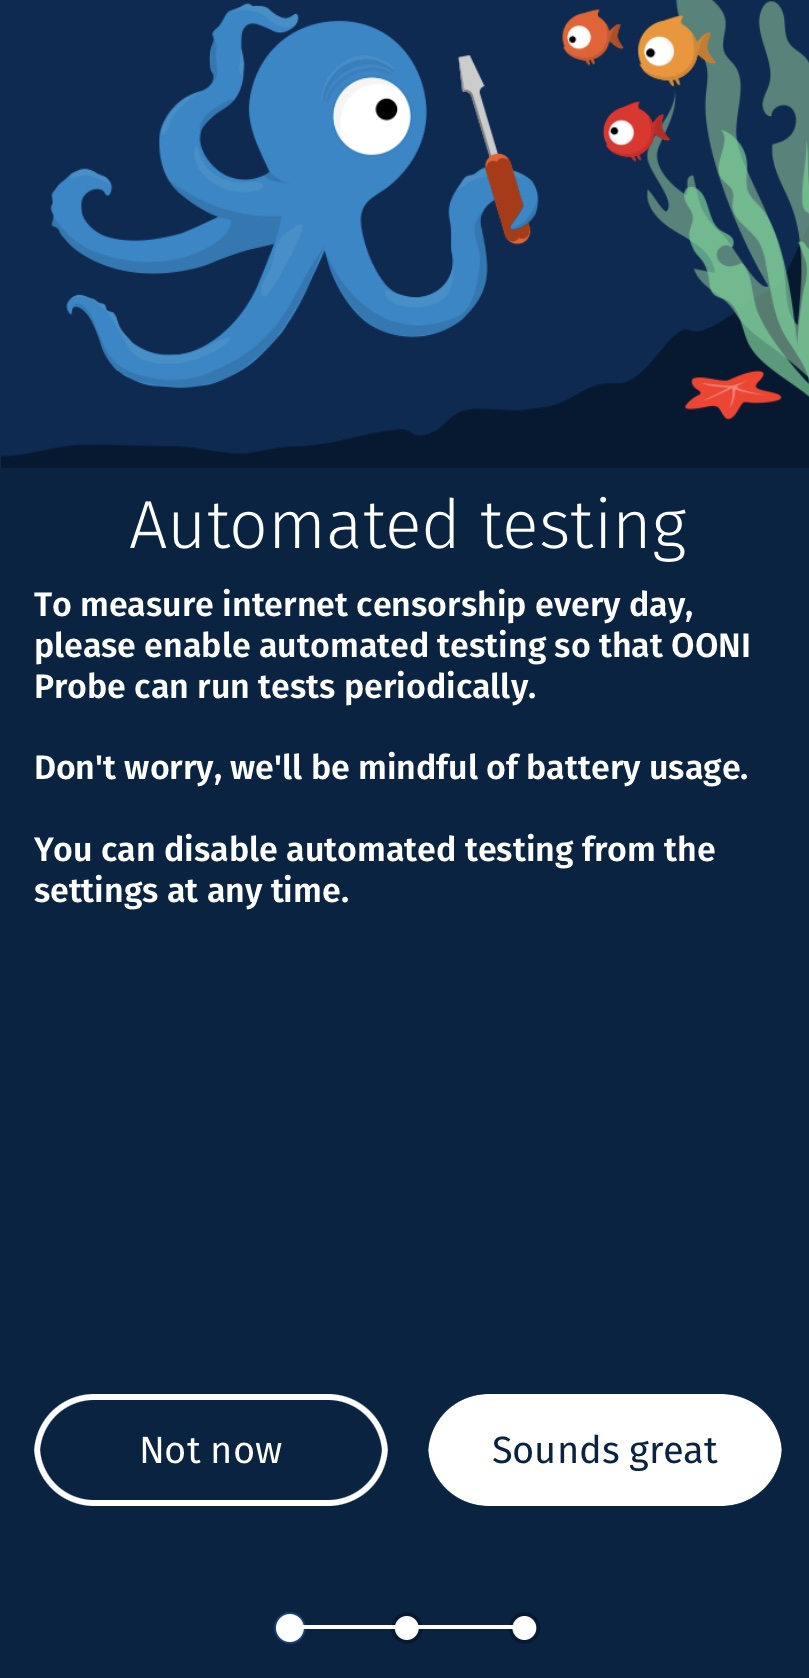 Automated testing
To measure internet censorship every day,
please enable automated testing so that OONI
Probe can run tests periodically.
Don't worry, we'll be mindful of battery usage.
You can disable automated testing from the
settings at any time.
Not now
Sounds great